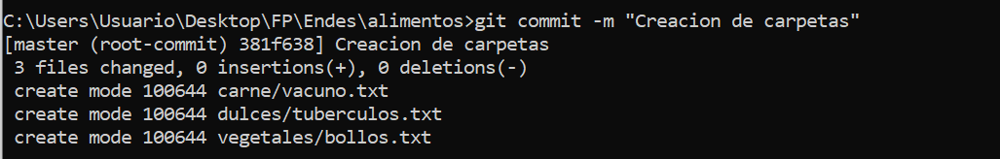 C:\Users\Usuario\Desktop\FP\Endes\alimentos>git commit -m "Creacion de carpetas"
[master (root-commit) 381f638] Creacion de carpetas
 3 files changed, 0 insertions(+), 0 deletions(-)
 create mode 100644 carne/vacuno.txt
 create mode 100644 dulces/tuberculos.txt
 create mode 100644 vegetales/bollos.txt